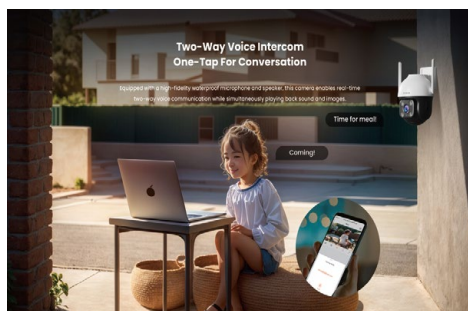 Two-Way Voice Intercom
One-Tap For Conversation
Equipped with a high-fidelity waterproof microphone and speaker, this camera enables real-time
two-way voice communication while simultaneously playing back sound and images.
Time for meal!
Coming!